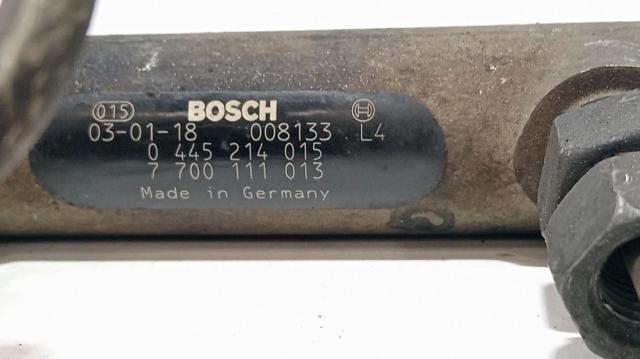 015 BOSCH
03-01-18 008133 L4
0 445 214 015
7 700 111 013
Made in Germany